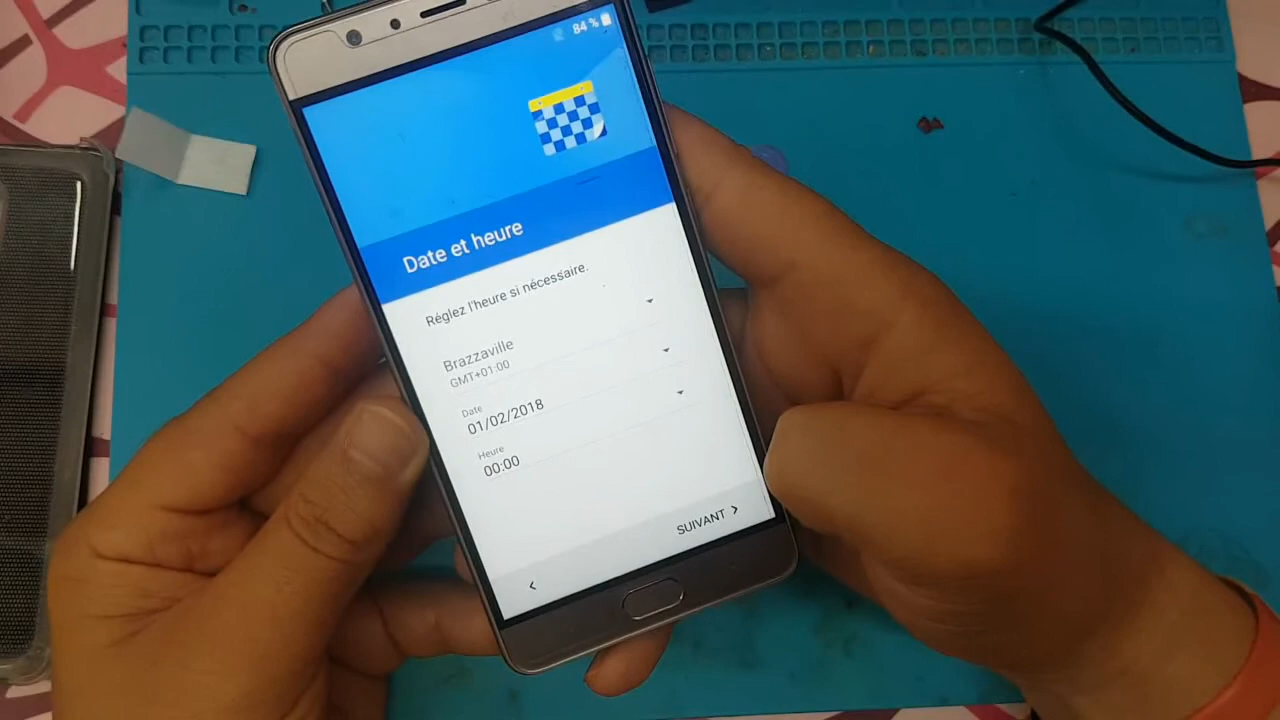 84 %
Date et heure
Réglez l'heure si nécessaire.
Brazzaville
GMT+01:00
Date
01/02/2018
Heure
00:00
SUIVANT